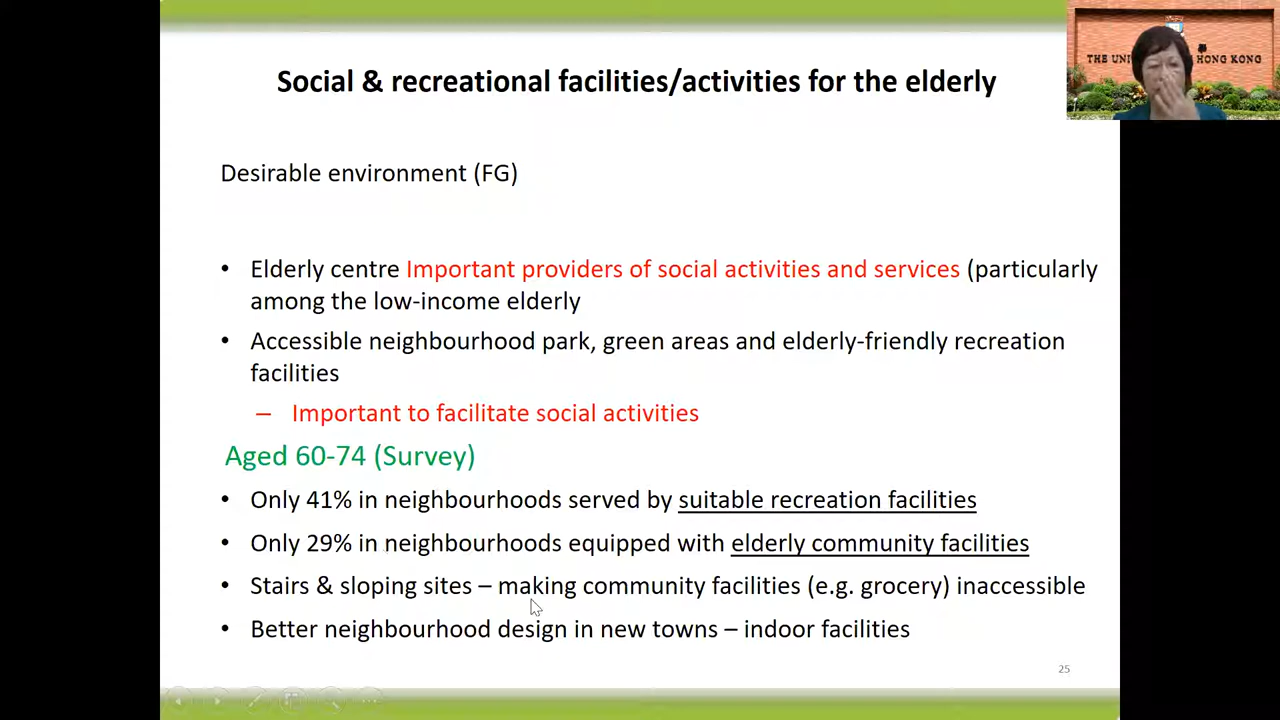 Social & recreational facilities/activities for the elderly
THE UNI HONG KONG
Desirable environment (FG)
• Elderly centre Important providers of social activities and services (particularly
among the low-income elderly
• Accessible neighbourhood park, green areas and elderly-friendly recreation
facilities
– Important to facilitate social activities
Aged 60-74 (Survey)
• Only 41% in neighbourhoods served by suitable recreation facilities
• Only 29% in neighbourhoods equipped with elderly community facilities
• Stairs & sloping sites – making community facilities (e.g. grocery) inaccessible
• Better neighbourhood design in new towns – indoor facilities
25